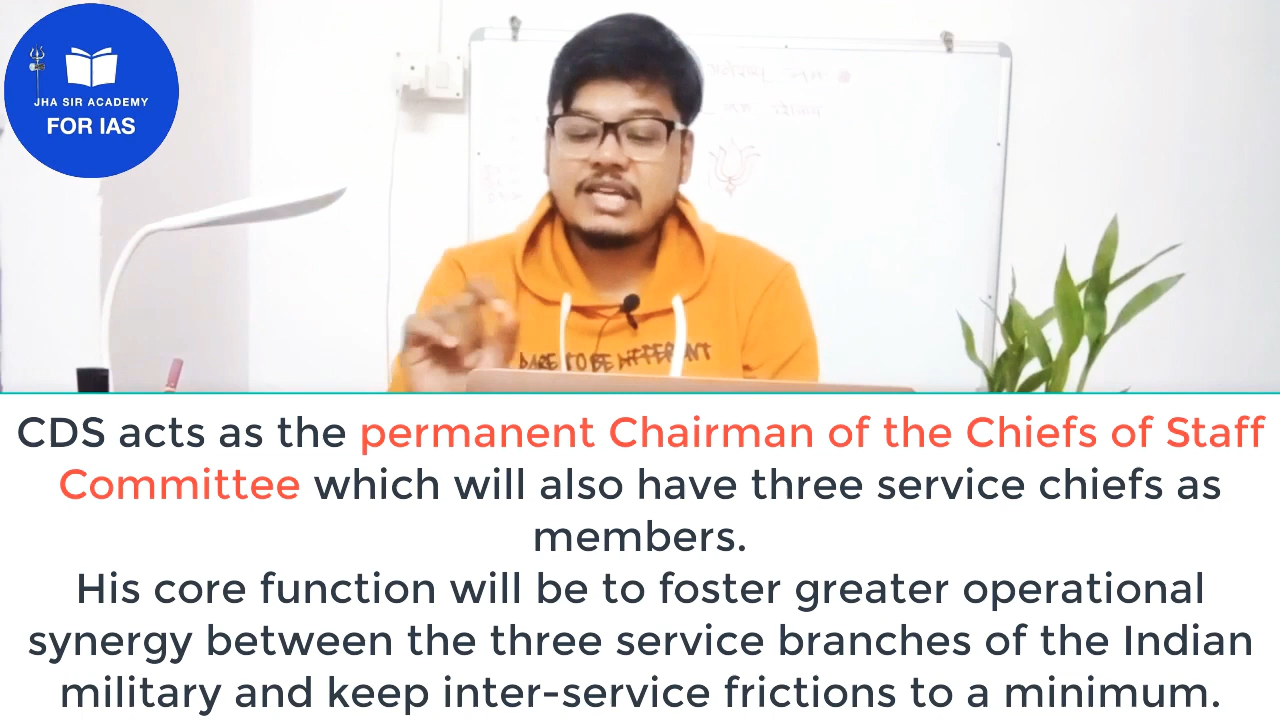 JHA SIR ACADEMY
FOR IAS
DARE TO BE DIFFERENT
CDS acts as the permanent Chairman of the Chiefs of Staff
Committee which will also have three service chiefs as
members.
His core function will be to foster greater operational
synergy between the three service branches of the Indian
military and keep inter-service frictions to a minimum.